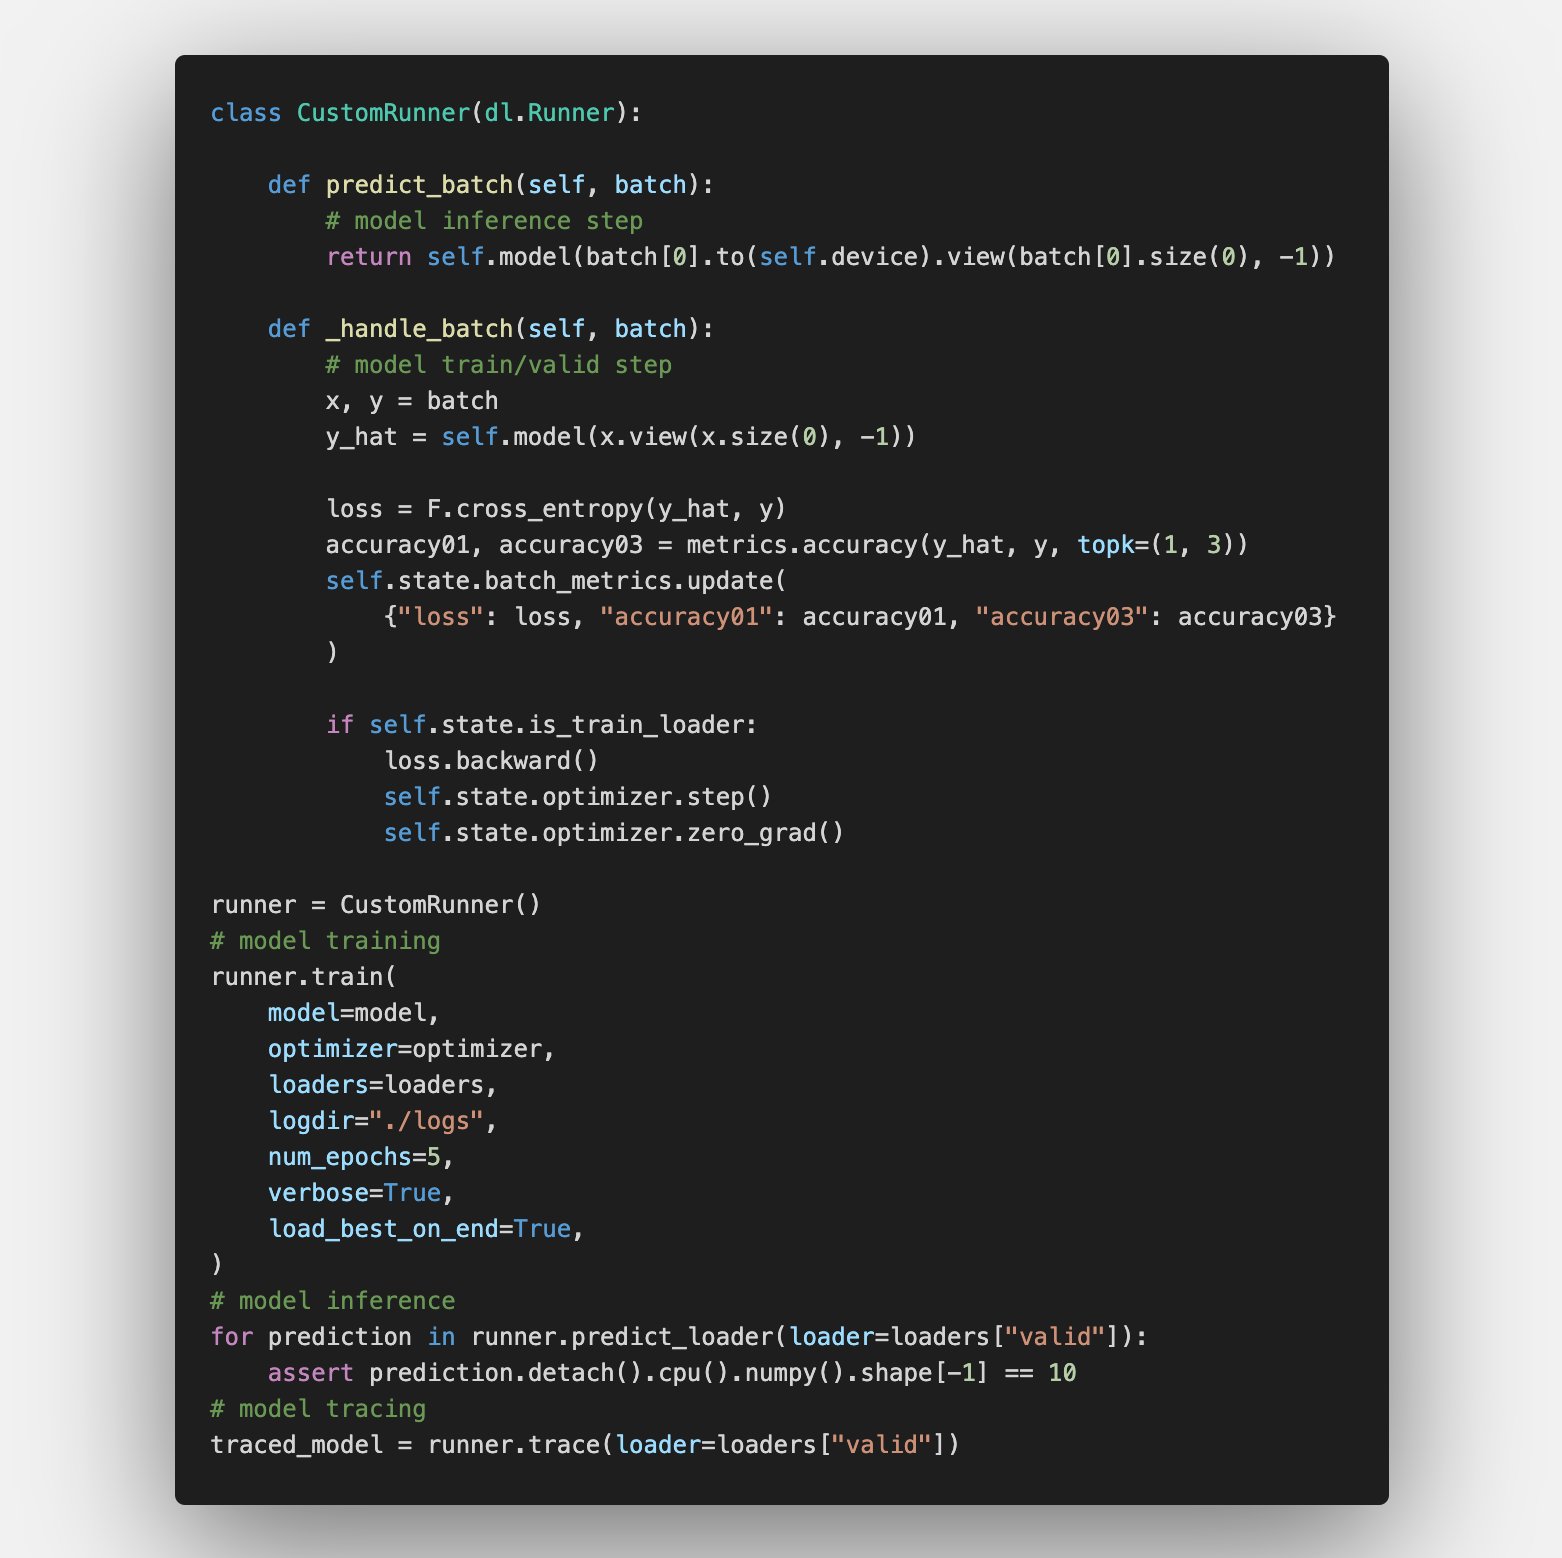 class CustomRunner(dl.Runner):

    def predict_batch(self, batch):
        # model inference step
        return self.model(batch[0].to(self.device).view(batch[0].size(0), -1))

    def _handle_batch(self, batch):
        # model train/valid step
        x, y = batch
        y_hat = self.model(x.view(x.size(0), -1))

        loss = F.cross_entropy(y_hat, y)
        accuracy01, accuracy03 = metrics.accuracy(y_hat, y, topk=(1, 3))
        self.state.batch_metrics.update(
            {"loss": loss, "accuracy01": accuracy01, "accuracy03": accuracy03}
        )

        if self.state.is_train_loader:
            loss.backward()
            self.state.optimizer.step()
            self.state.optimizer.zero_grad()

runner = CustomRunner()
# model training
runner.train(
    model=model,
    optimizer=optimizer,
    loaders=loaders,
    logdir="./logs",
    num_epochs=5,
    verbose=True,
    load_best_on_end=True,
)
# model inference
for prediction in runner.predict_loader(loader=loaders["valid"]):
    assert prediction.detach().cpu().numpy().shape[-1] == 10
# model tracing
traced_model = runner.trace(loader=loaders["valid"])